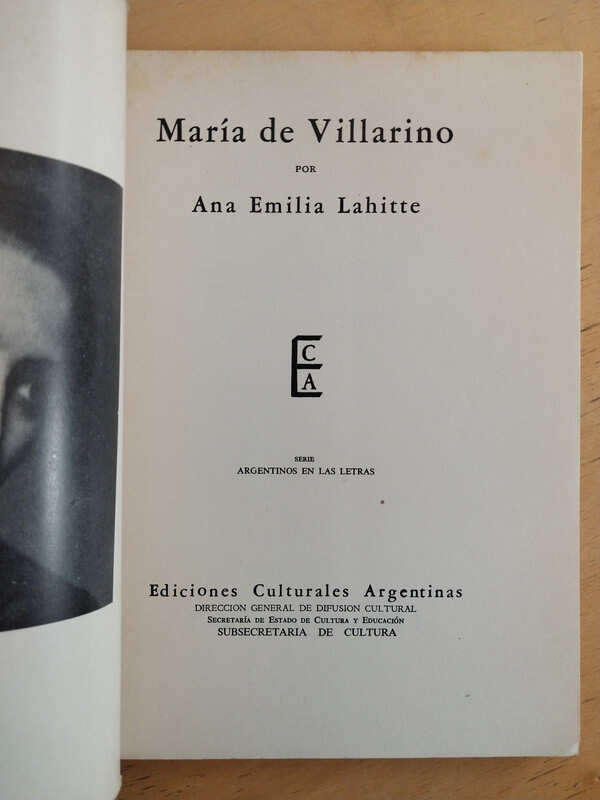 María de Villarino
POR
Ana Emilia Lahitte
ECA
SERIE
ARGENTINOS EN LAS LETRAS
Ediciones Culturales Argentinas
DIRECCION GENERAL DE DIFUSION CULTURAL
SECRETARÍA DE ESTADO DE CULTURA Y EDUCACIÓN
SUBSECRETARIA DE CULTURA